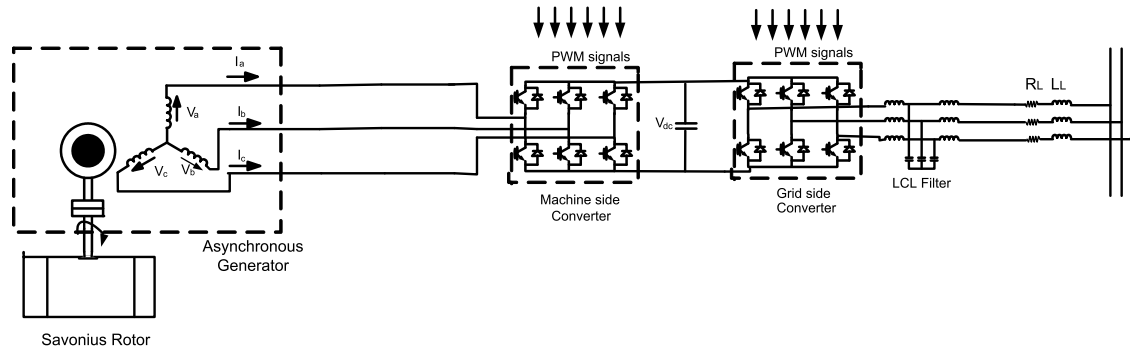 PWM signals
PWM signals
Ia
Va
Ib
Vc
Vb
Ic
Vdc
RL LL
LCL Filter
Machine side
Converter
Grid side
Converter
Asynchronous
Generator
Savonius Rotor